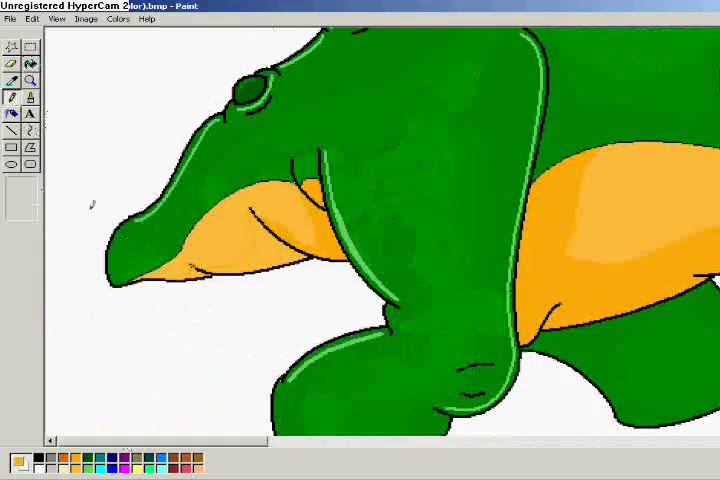 Unregistered HyperCam 2
lor).bmp - Paint
File Edit View Image Colors Help
A